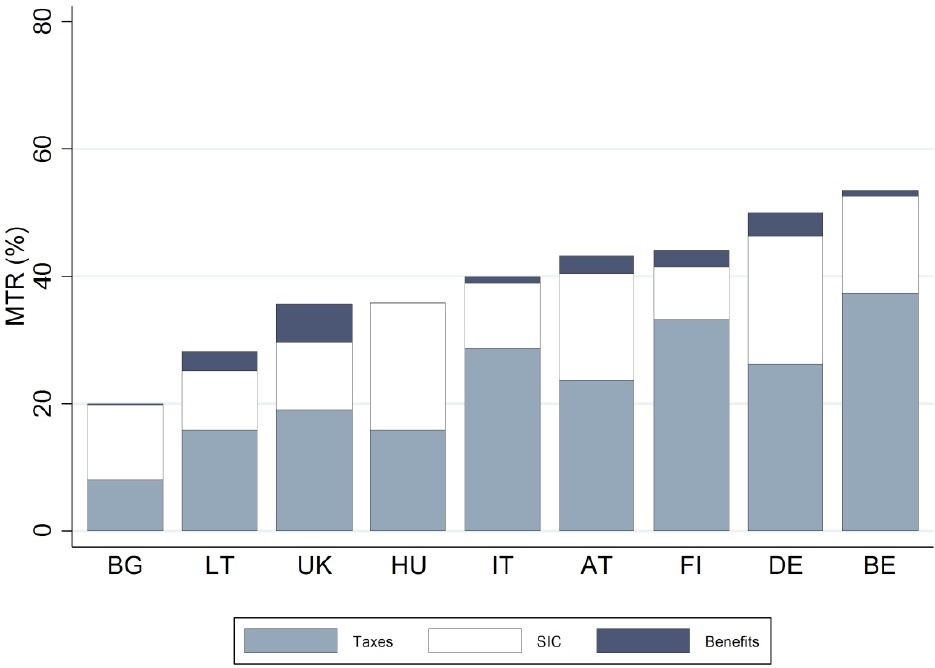 MTR (%)
80
60
40
20
0
BG LT UK HU IT AT FI DE BE
Taxes SIC Benefits